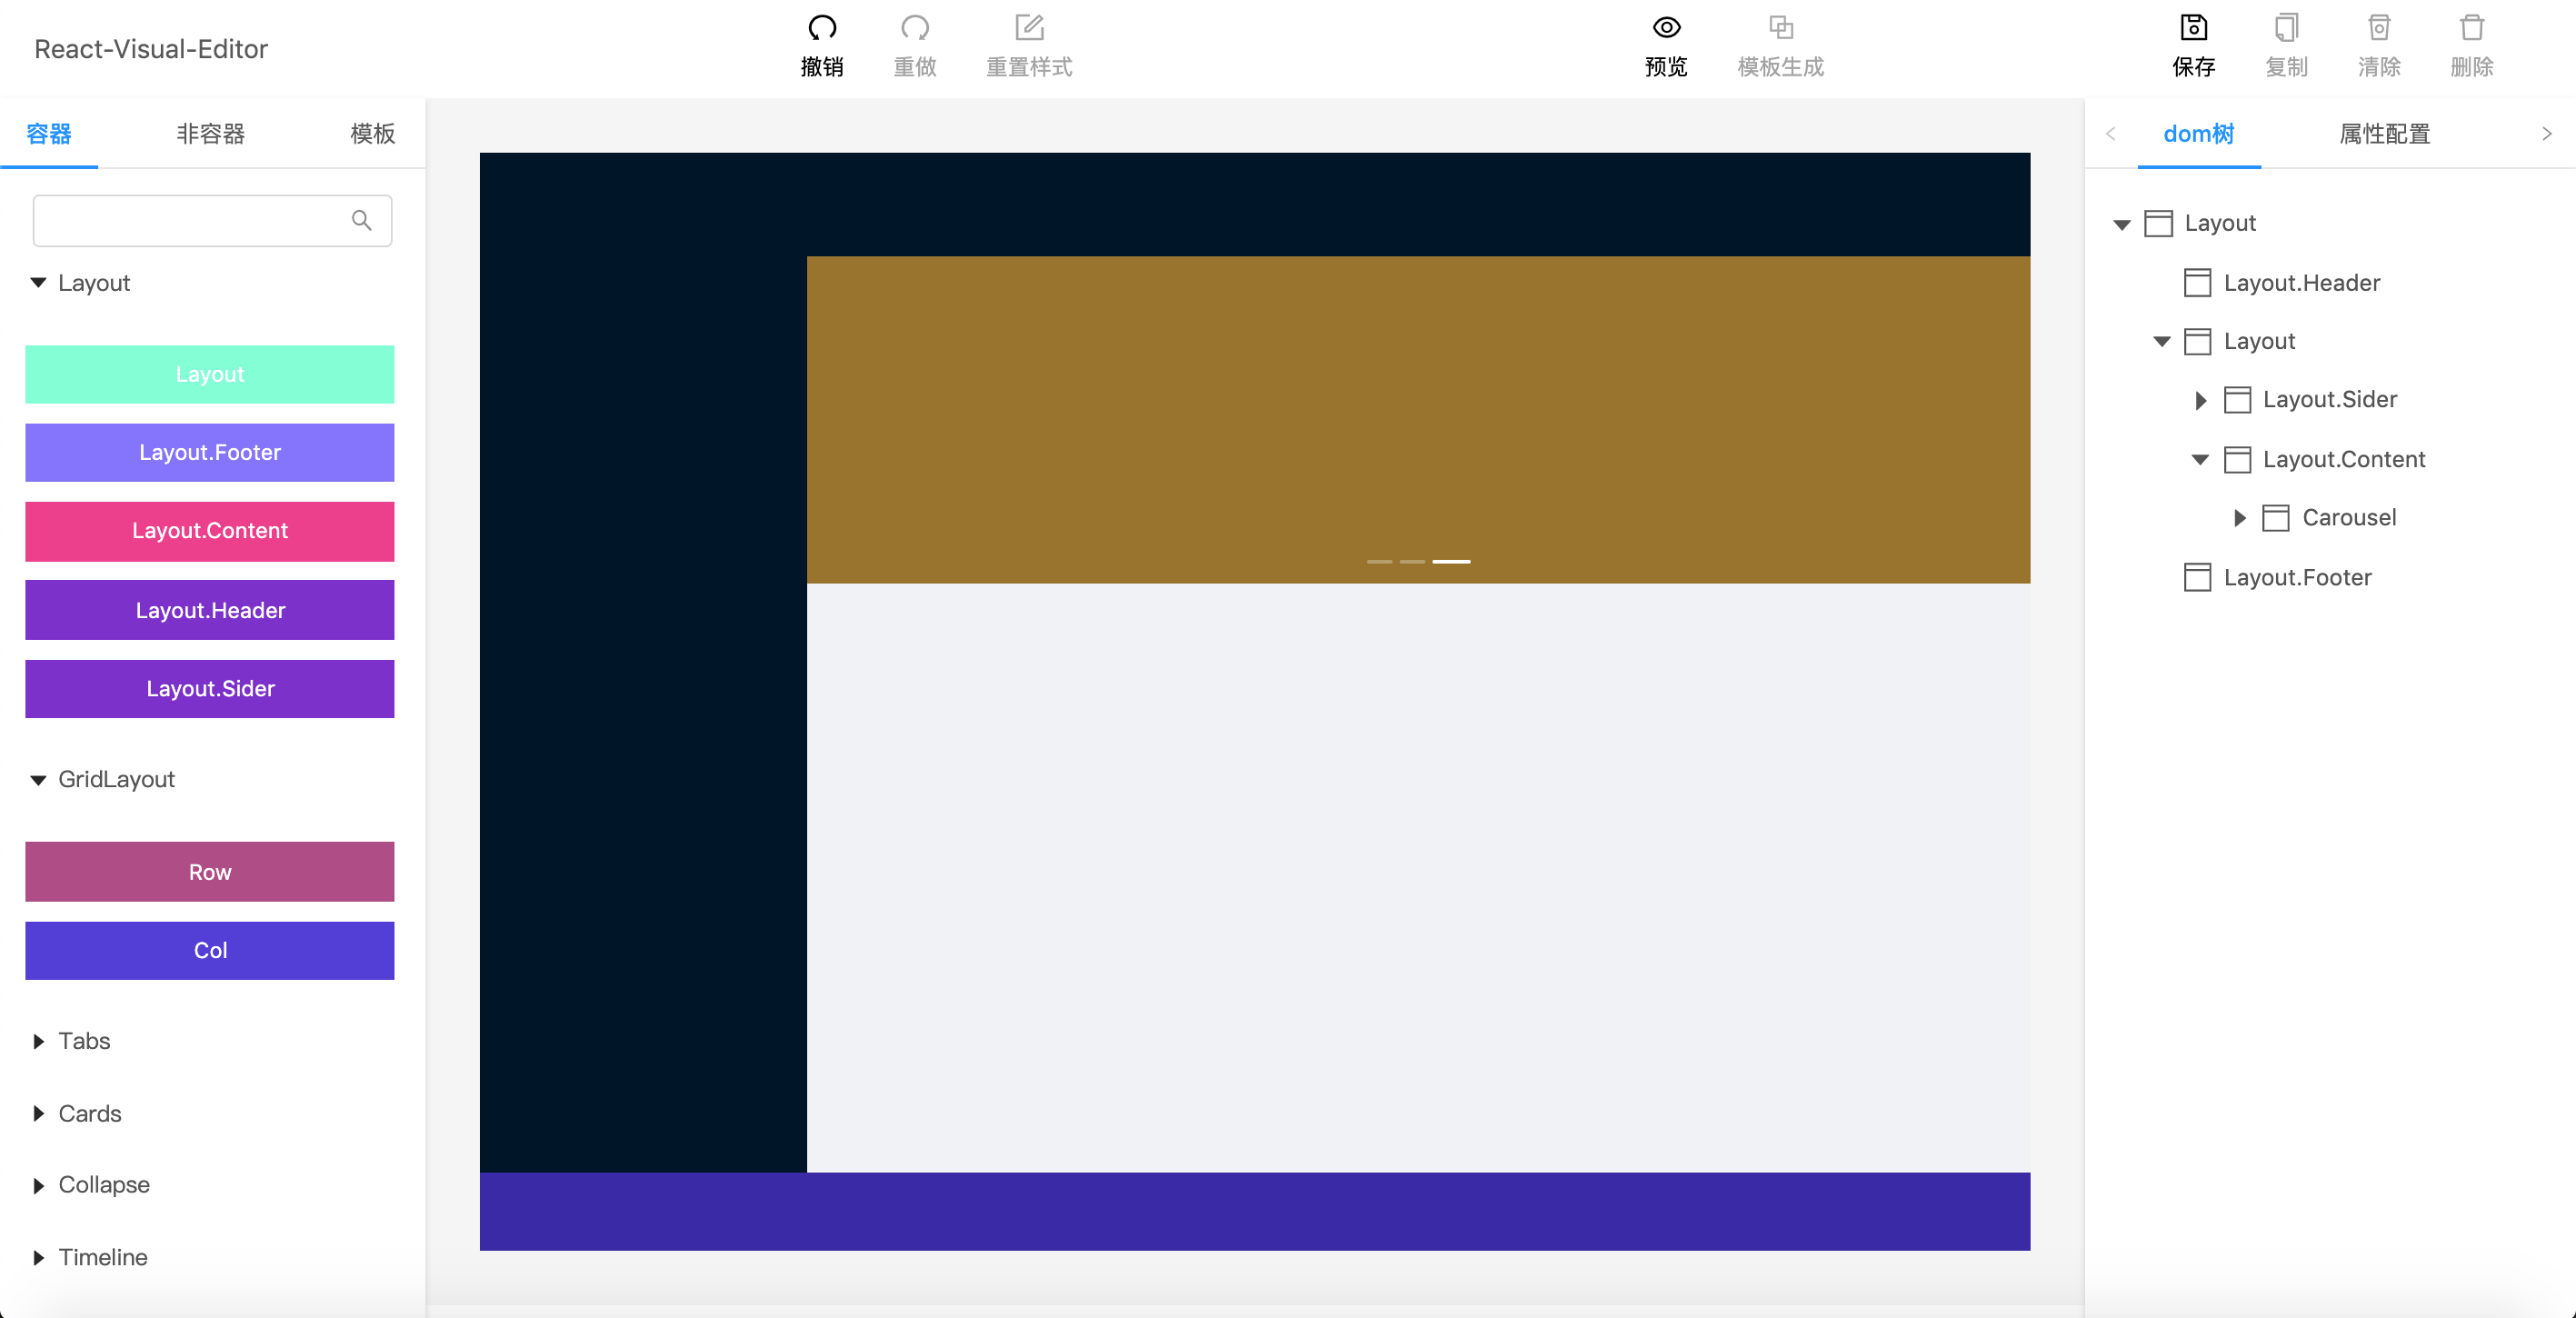 React-Visual-Editor
撤销
重做
重置样式
预览
模板生成
保存
复制
清除
删除
容器
非容器
模板
Layout
Layout
Layout.Footer
Layout.Content
Layout.Header
Layout.Sider
GridLayout
Row
Col
Tabs
Cards
Collapse
Timeline
dom树
属性配置
Layout
Layout.Header
Layout
Layout.Sider
Layout.Content
Carousel
Layout.Footer